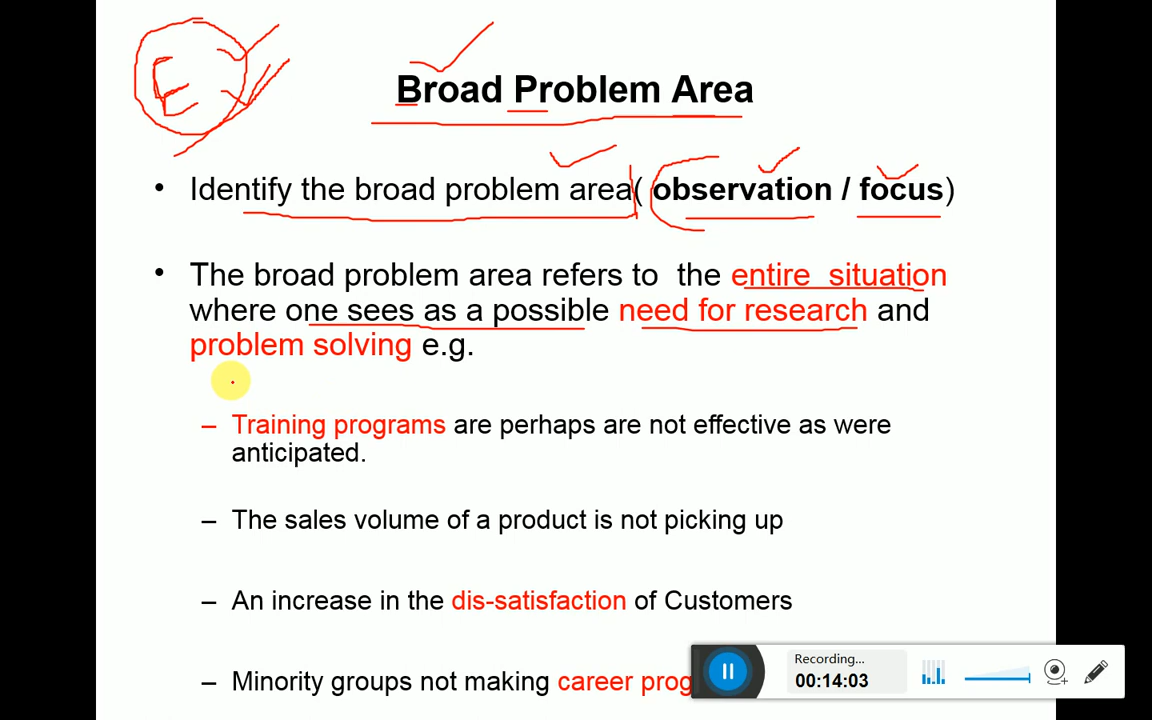 E
Broad Problem Area
• Identify the broad problem area( observation / focus)
• The broad problem area refers to the entire situation
where one sees as a possible need for research and
problem solving e.g.
– Training programs are perhaps are not effective as were
anticipated.
– The sales volume of a product is not picking up
– An increase in the dis-satisfaction of Customers
– Minority groups not making career prog
Recording...
00:14:03